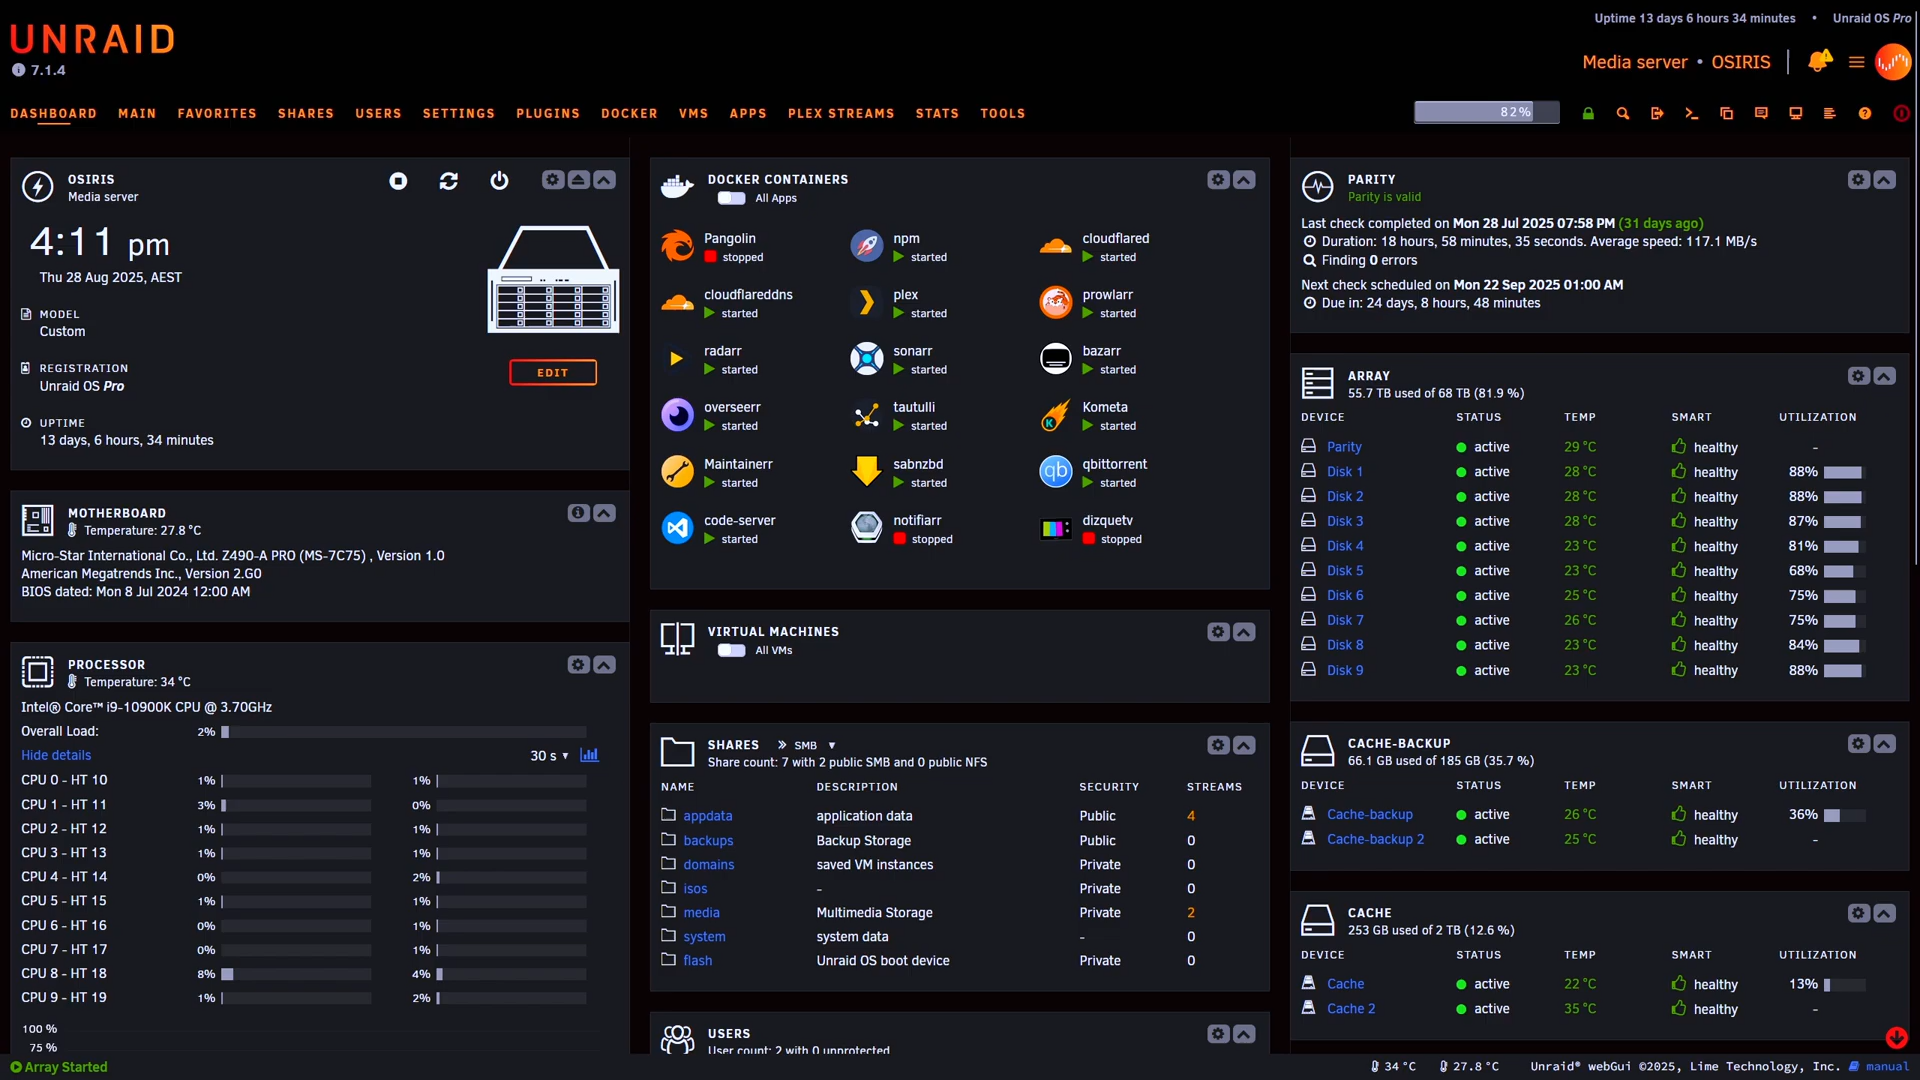 UNRAID
7.1.4
Uptime 13 days 6 hours 34 minutes • Unraid OS Pro
Media server • OSIRIS
DASHBOARD MAIN FAVORITES SHARES USERS SETTINGS PLUGINS DOCKER VMS APPS PLEX STREAMS STATS TOOLS
82%
OSIRIS
Media server
4:11 pm
Thu 28 Aug 2025, AEST
MODEL
Custom
REGISTRATION
Unraid OS Pro
EDIT
UPTIME
13 days, 6 hours, 34 minutes
MOTHERBOARD
Temperature: 27.8 °C
Micro-Star International Co., Ltd. Z490-A PRO (MS-7C75) , Version 1.0
American Megatrends Inc., Version 2.G0
BIOS dated: Mon 8 Jul 2024 12:00 AM
PROCESSOR
Temperature: 34 °C
Intel® Core™ i9-10900K CPU @ 3.70GHz
Overall Load: 2%
Hide details 30 s
CPU 0 - HT 10 1% 1%
CPU 1 - HT 11 3% 0%
CPU 2 - HT 12 1% 1%
CPU 3 - HT 13 1% 1%
CPU 4 - HT 14 0% 2%
CPU 5 - HT 15 1% 1%
CPU 6 - HT 16 0% 1%
CPU 7 - HT 17 0% 1%
CPU 8 - HT 18 8% 4%
CPU 9 - HT 19 1% 2%
100 %
75 %
DOCKER CONTAINERS
All Apps
Pangolin npm cloudflared
stopped started started
cloudflareddns plex prowlarr
started started started
radarr sonarr bazarr
started started started
overseerr tautulli Kometa
started started started
Maintainerr sabnzbd qbittorrent
started started started
code-server notifiarr dizquetv
started stopped stopped
VIRTUAL MACHINES
All VMs
SHARES » SMB
Share count: 7 with 2 public SMB and 0 public NFS
NAME DESCRIPTION SECURITY STREAMS
appdata application data Public 4
backups Backup Storage Public 0
domains saved VM instances Private 0
isos - Private 0
media Multimedia Storage Private 2
system system data - 0
flash Unraid OS boot device Private 0
USERS
User count: 2 with 0 unprotected
PARITY
Parity is valid
Last check completed on Mon 28 Jul 2025 07:58 PM (31 days ago)
Duration: 18 hours, 58 minutes, 35 seconds. Average speed: 117.1 MB/s
Finding 0 errors
Next check scheduled on Mon 22 Sep 2025 01:00 AM
Due in: 24 days, 8 hours, 48 minutes
ARRAY
55.7 TB used of 68 TB (81.9 %)
DEVICE STATUS TEMP SMART UTILIZATION
Parity active 29 °C healthy -
Disk 1 active 28 °C healthy 88%
Disk 2 active 28 °C healthy 88%
Disk 3 active 28 °C healthy 87%
Disk 4 active 23 °C healthy 81%
Disk 5 active 23 °C healthy 68%
Disk 6 active 25 °C healthy 75%
Disk 7 active 26 °C healthy 75%
Disk 8 active 23 °C healthy 84%
Disk 9 active 23 °C healthy 88%
CACHE-BACKUP
66.1 GB used of 185 GB (35.7 %)
DEVICE STATUS TEMP SMART UTILIZATION
Cache-backup active 26 °C healthy 36%
Cache-backup 2 active 25 °C healthy -
CACHE
253 GB used of 2 TB (12.6 %)
DEVICE STATUS TEMP SMART UTILIZATION
Cache active 22 °C healthy 13%
Cache 2 active 35 °C healthy -
Array Started
34 °C 27.8 °C Unraid® webGui ©2025, Lime Technology, Inc. manual